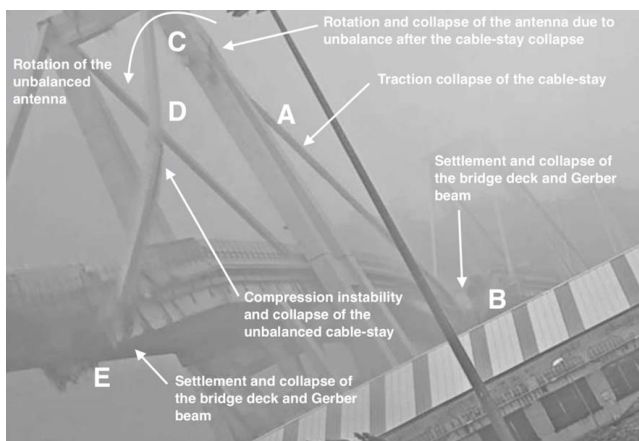 Rotation and collapse of the antenna due to
unbalance after the cable-stay collapse
C
Rotation of the
unbalanced
antenna
Traction collapse of the cable-stay
A
D
Settlement and collapse of
the bridge deck and Gerber
beam
B
Compression instability
and collapse of the
unbalanced cable-stay
E
Settlement and collapse of
the bridge deck and Gerber
beam